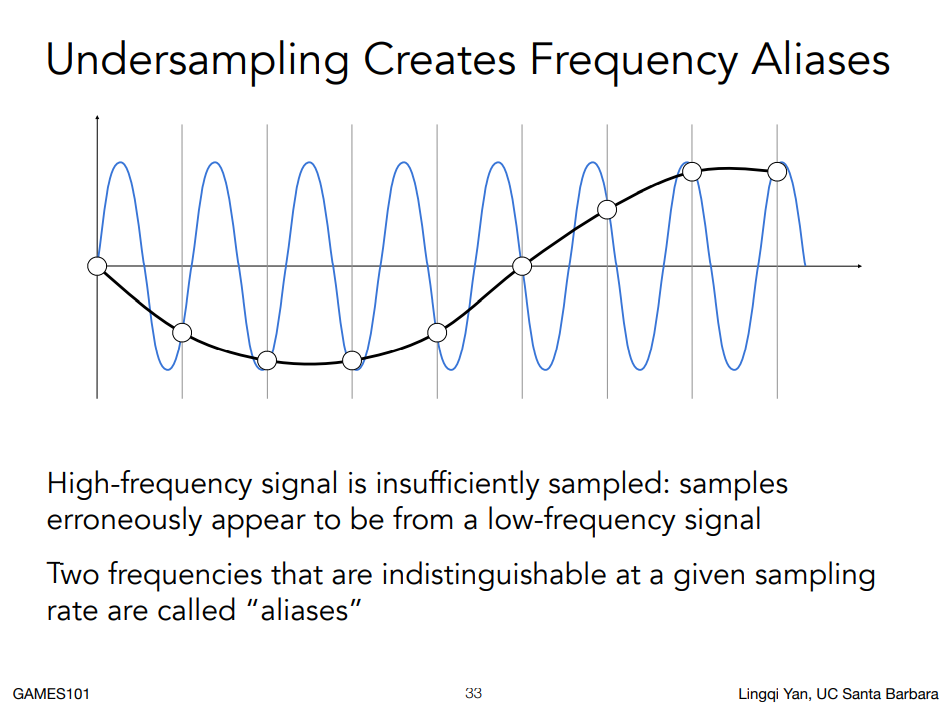 Undersampling Creates Frequency Aliases
High-frequency signal is insufficiently sampled: samples
erroneously appear to be from a low-frequency signal
Two frequencies that are indistinguishable at a given sampling
rate are called “aliases”
GAMES101
33
Lingqi Yan, UC Santa Barbara